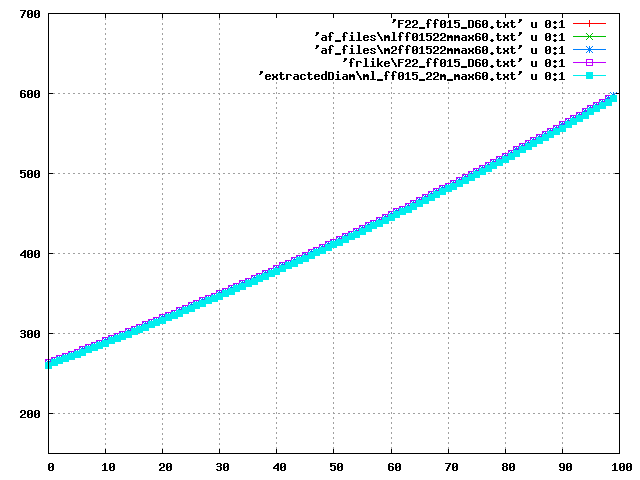 700
600
500
400
300
200
'F22_ff015_D60.txt' u 0:1
'af_files\mlff01522mmax60.txt' u 0:1
'af_files\m2ff01522mmax60.txt' u 0:1
'frlike\F22_ff015_D60.txt' u 0:1
'extractedDiam\ml_ff015_22m_max60.txt' u 0:1
0 10 20 30 40 50 60 70 80 90 100